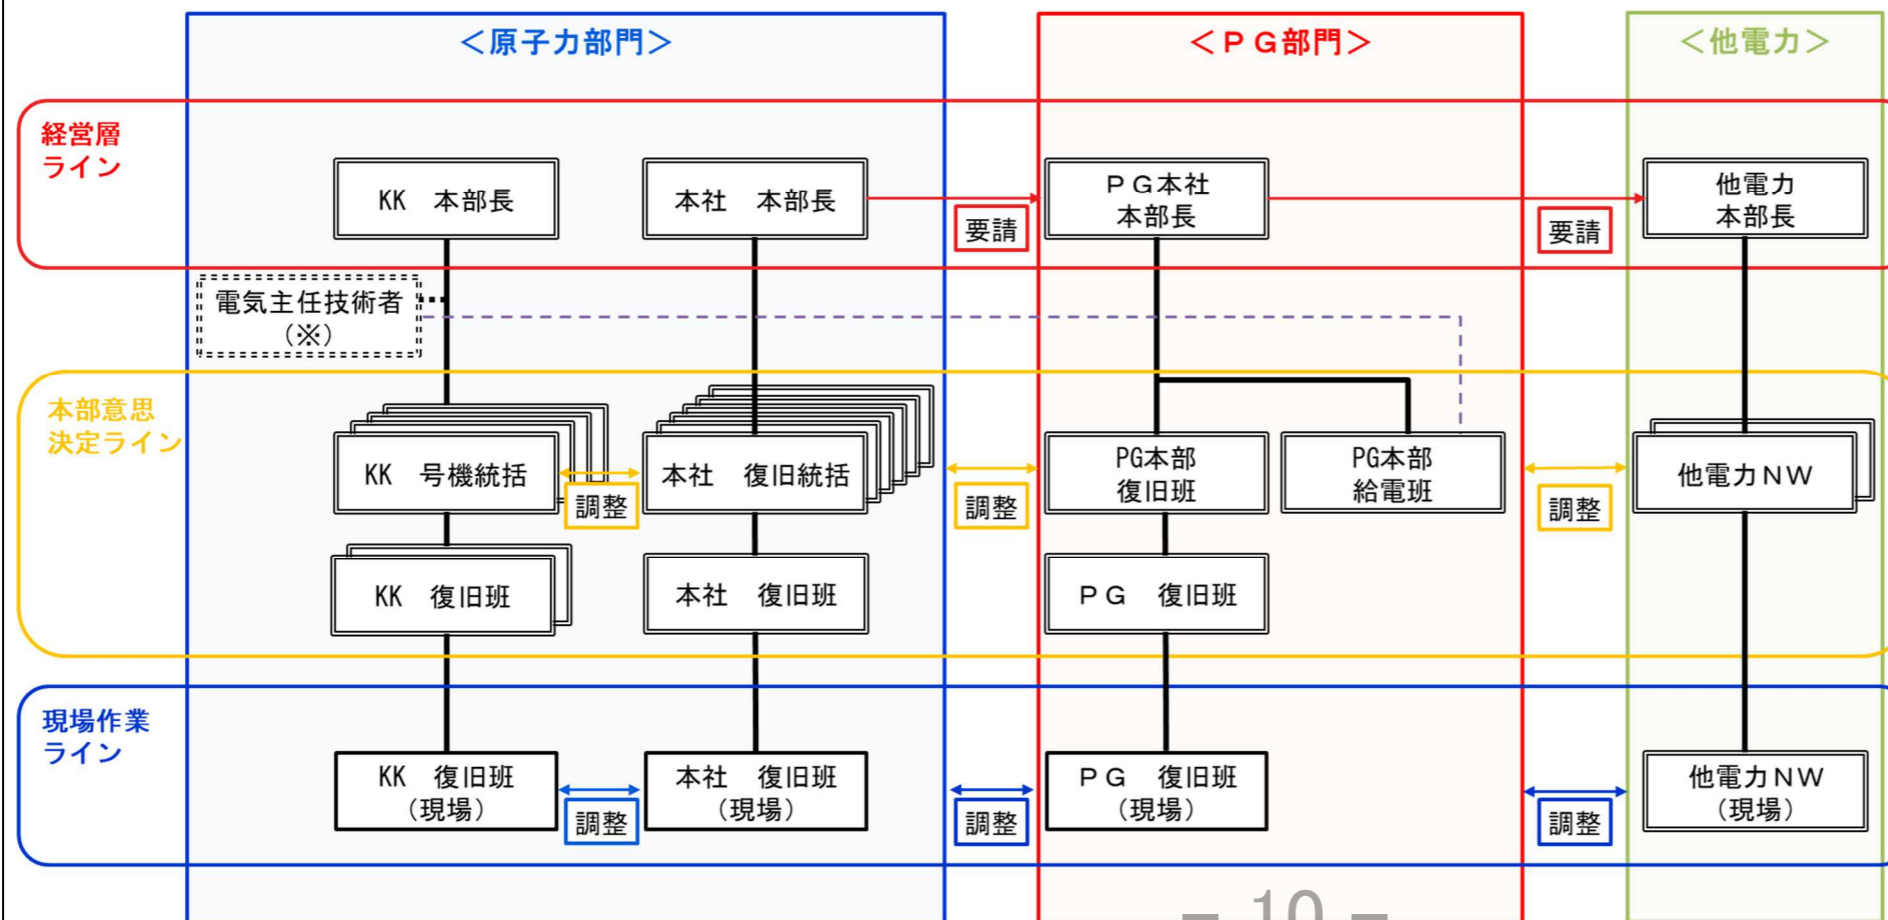 ＜原子力部門＞
＜ＰＧ部門＞
＜他電力＞
経営層
ライン
KK　本部長
本社　本部長
要請
ＰＧ本社
本部長
要請
他電力
本部長
電気主任技術者
（※）
本部意思
決定ライン
KK　号機統括
調整
本社　復旧統括
調整
PG本部
復旧班
PG本部
給電班
調整
他電力ＮＷ
KK　復旧班
本社　復旧班
ＰＧ　復旧班
現場作業
ライン
KK　復旧班
（現場）
調整
本社　復旧班
（現場）
調整
ＰＧ　復旧班
（現場）
調整
他電力ＮＷ
（現場）
- 10 -